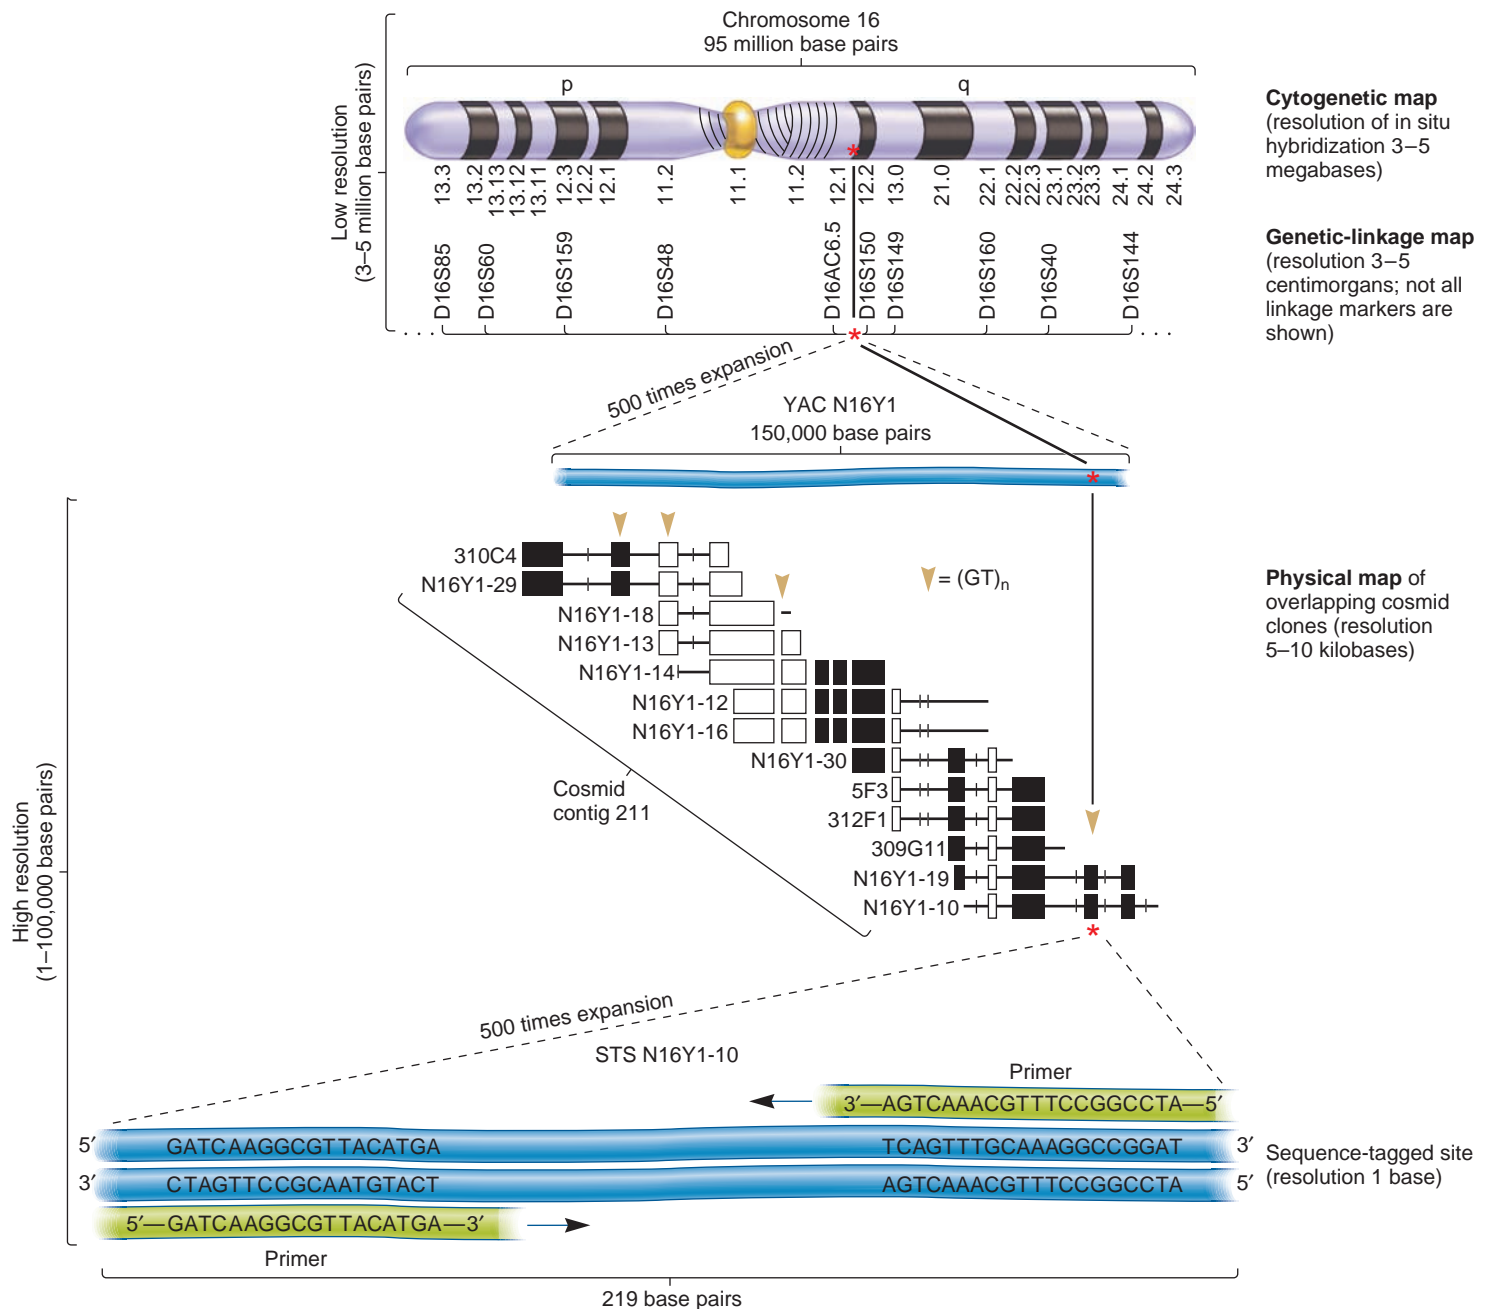 Chromosome 16
95 million base pairs
p
q
Low resolution
(3–5 million base pairs)
13.3
13.2
13.13
13.12
13.11
12.3
12.2
12.1
11.2
11.1
11.2
12.1
12.2
13.0
21.0
22.1
22.2
22.3
23.1
23.2
23.3
24.1
24.2
24.3
Cytogenetic map
(resolution of in situ
hybridization 3–5
megabases)
D16S85
D16S60
D16S159
D16S48
D16AC6.5
D16S150
D16S149
D16S160
D16S40
D16S144
Genetic-linkage map
(resolution 3–5
centimorgans; not all
linkage markers are
shown)
*
*
500 times expansion
YAC N16Y1
150,000 base pairs
*
High resolution
(1–100,000 base pairs)
310C4
N16Y1-29
N16Y1-18
N16Y1-13
N16Y1-14
N16Y1-12
N16Y1-16
N16Y1-30
5F3
312F1
309G11
N16Y1-19
N16Y1-10
= (GT)n
Cosmid
contig 211
Physical map of
overlapping cosmid
clones (resolution
5–10 kilobases)
*
500 times expansion
STS N16Y1-10
Primer
3′—AGTCAAACGTTTCCGGCCTA—5′
5′ GATCAAGGCGTTACATGA TCAGTTTGCAAAGGCCGGAT 3′
3′ CTAGTTCCGCAATGTACT AGTCAAACGTTTCCGGCCTA 5′
5′—GATCAAGGCGTTACATGA—3′
Primer
Sequence-tagged site
(resolution 1 base)
219 base pairs